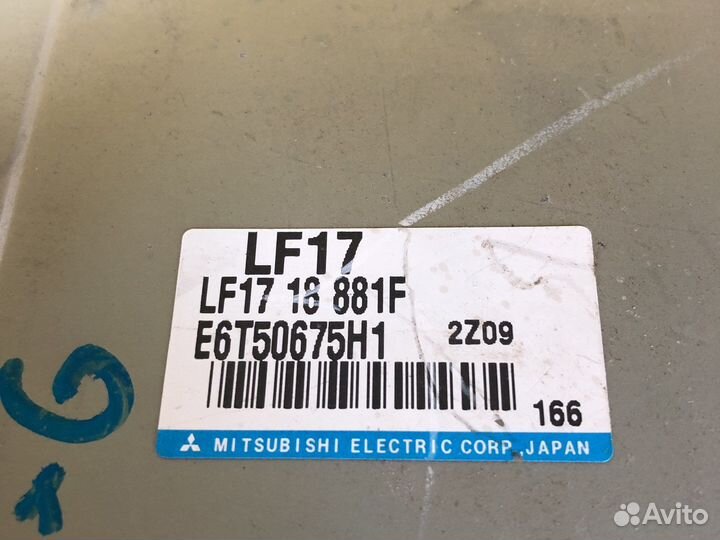 LF17
LF17 18 881F
E6T50675H1 2Z09
166
MITSUBISHI ELECTRIC CORP. JAPAN
Avito